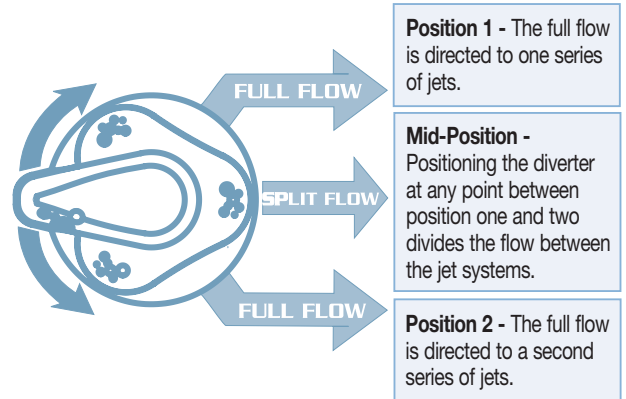 FULL FLOW
Position 1 - The full flow
is directed to one series
of jets.
SPLIT FLOW
Mid-Position -
Positioning the diverter
at any point between
position one and two
divides the flow between
the jet systems.
FULL FLOW
Position 2 - The full flow
is directed to a second
series of jets.